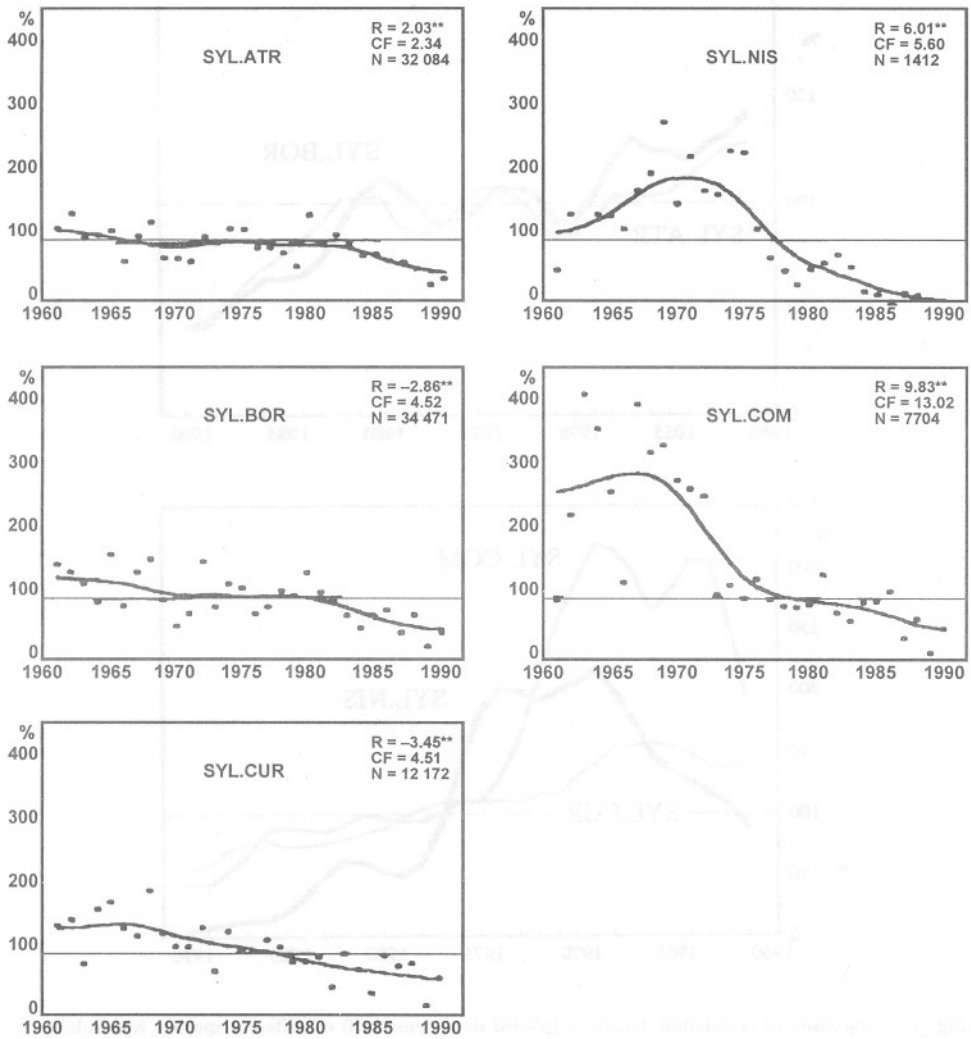 %
400
300
200
100
0
SYL.ATR
R = 2.03**
CF = 2.34
N = 32 084
1960 1965 1970 1975 1980 1985 1990
%
400
300
200
100
0
SYL.NIS
R = 6.01**
CF = 5.60
N = 1412
1960 1965 1970 1975 1980 1985 1990
%
400
300
200
100
0
SYL.BOR
R = –2.86**
CF = 4.52
N = 34 471
1960 1965 1970 1975 1980 1985 1990
%
400
300
200
100
0
SYL.COM
R = 9.83**
CF = 13.02
N = 7704
1960 1965 1970 1975 1980 1985 1990
%
400
300
200
100
0
SYL.CUR
R = –3.45**
CF = 4.51
N = 12 172
1960 1965 1970 1975 1980 1985 1990